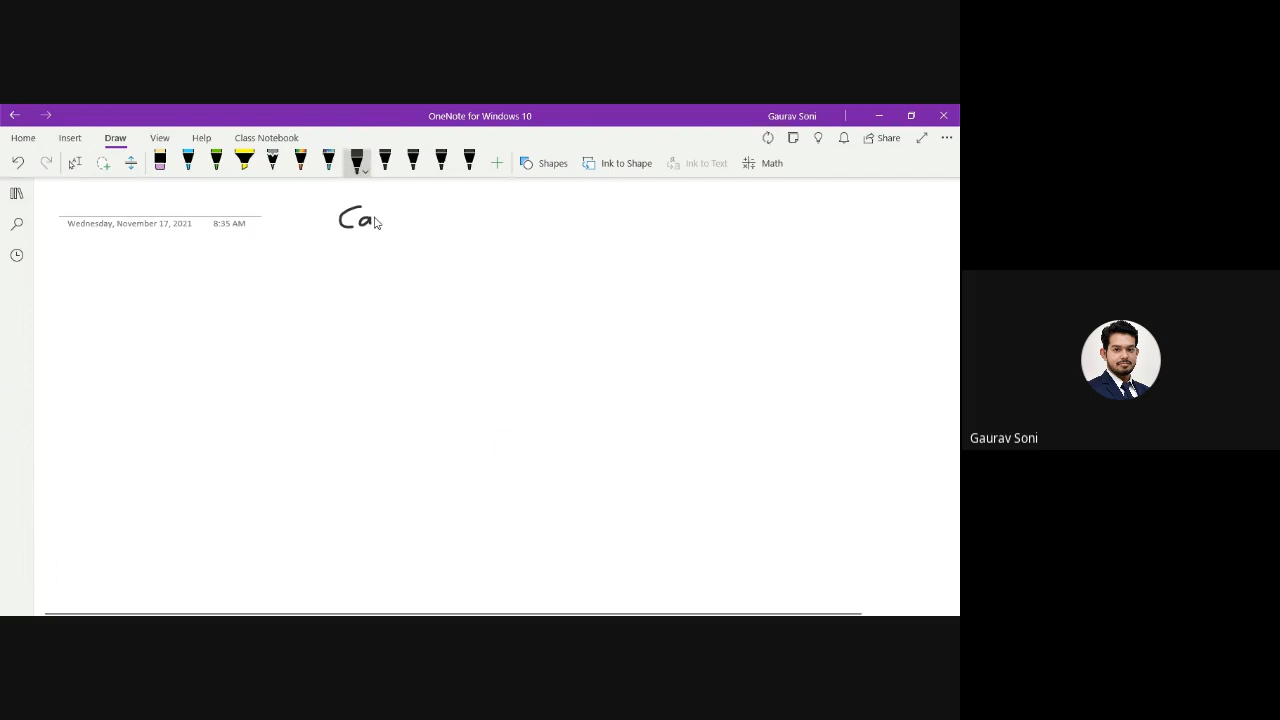 OneNote for Windows 10
Gaurav Soni
Home Insert Draw View Help Class Notebook
Share
Shapes Ink to Shape Ink to Text Math
Wednesday, November 17, 2021 8:35 AM
Ca
Gaurav Soni